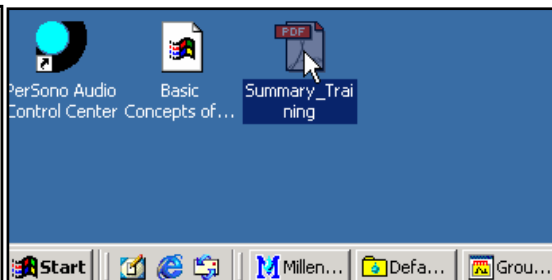 PDF
PerSono Audio
Control Center
Basic
Concepts of...
Summary_Trai
ning
Start
Millen...
Defa...
Grou...